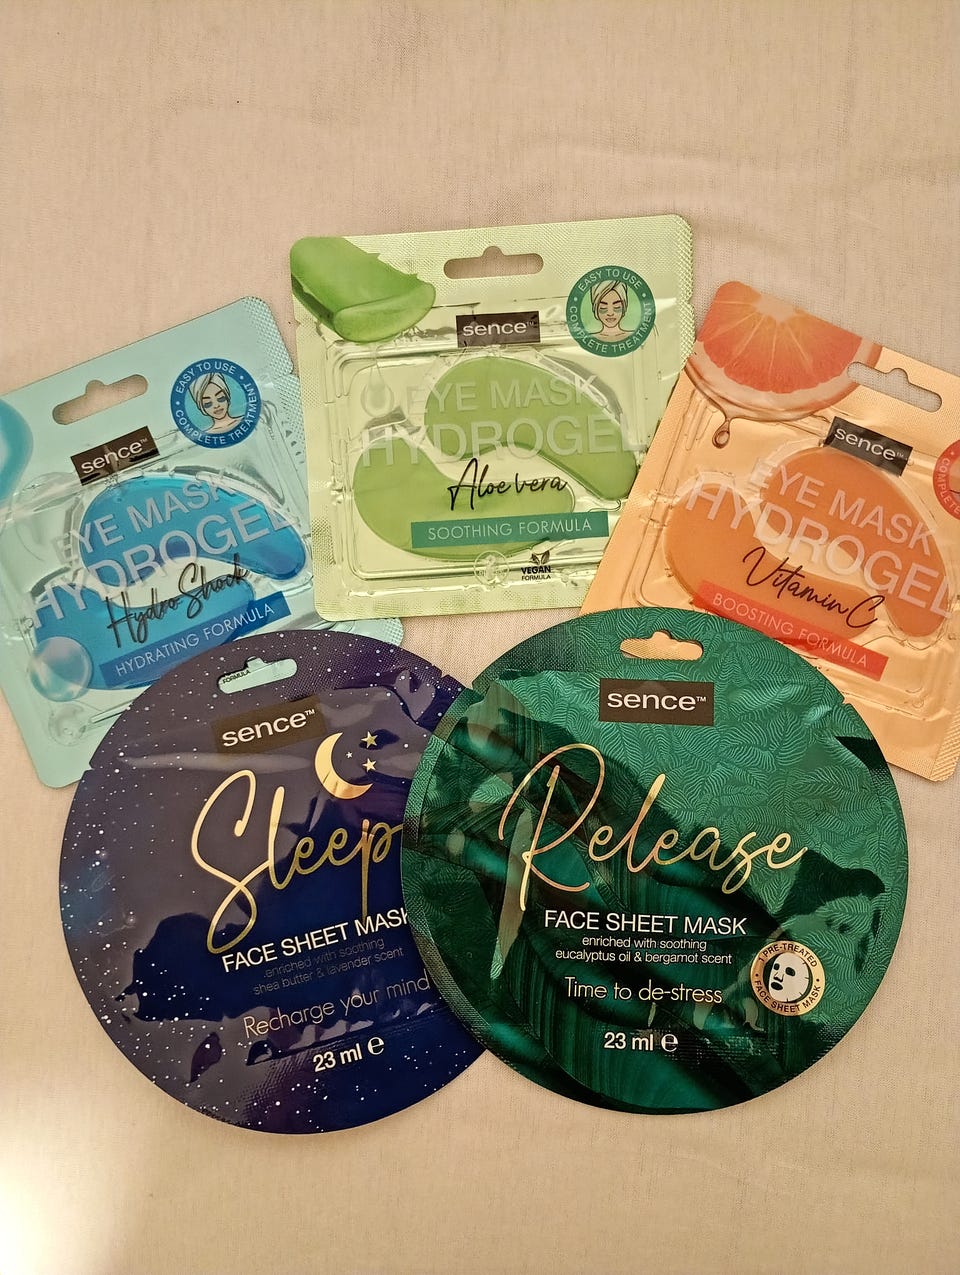 EASY TO USE
COMPLETE TREATMENT
sence™
EYE MASK
HYDROGEL
Aloe vera
SOOTHING FORMULA
VEGAN
FORMULA
EASY TO USE
COMPLETE TREATMENT
sence™
EYE MASK
HYDROGEL
Hydro Shock
HYDRATING FORMULA
FORMULA
sence™
EYE MASK
HYDROGEL
Vitamin C
BOOSTING FORMULA
sence™
Sleep
FACE SHEET MASK
enriched with soothing
shea butter & lavender scent
Recharge your mind
23 ml ℮
sence™
Release
FACE SHEET MASK
enriched with soothing
eucalyptus oil & bergamot scent
Time to de-stress
23 ml ℮
1 PRE-TREATED
FACE SHEET MASK